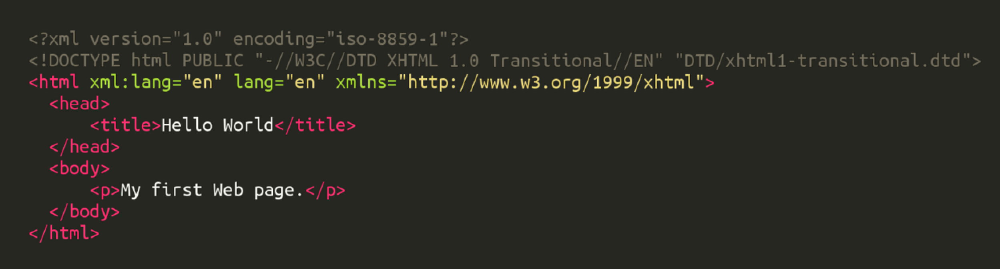 <?xml version="1.0" encoding="iso-8859-1"?>
<!DOCTYPE html PUBLIC "-//W3C//DTD XHTML 1.0 Transitional//EN" "DTD/xhtml1-transitional.dtd">
<html xml:lang="en" lang="en" xmlns="http://www.w3.org/1999/xhtml">
  <head>
      <title>Hello World</title>
  </head>
  <body>
      <p>My first Web page.</p>
  </body>
</html>